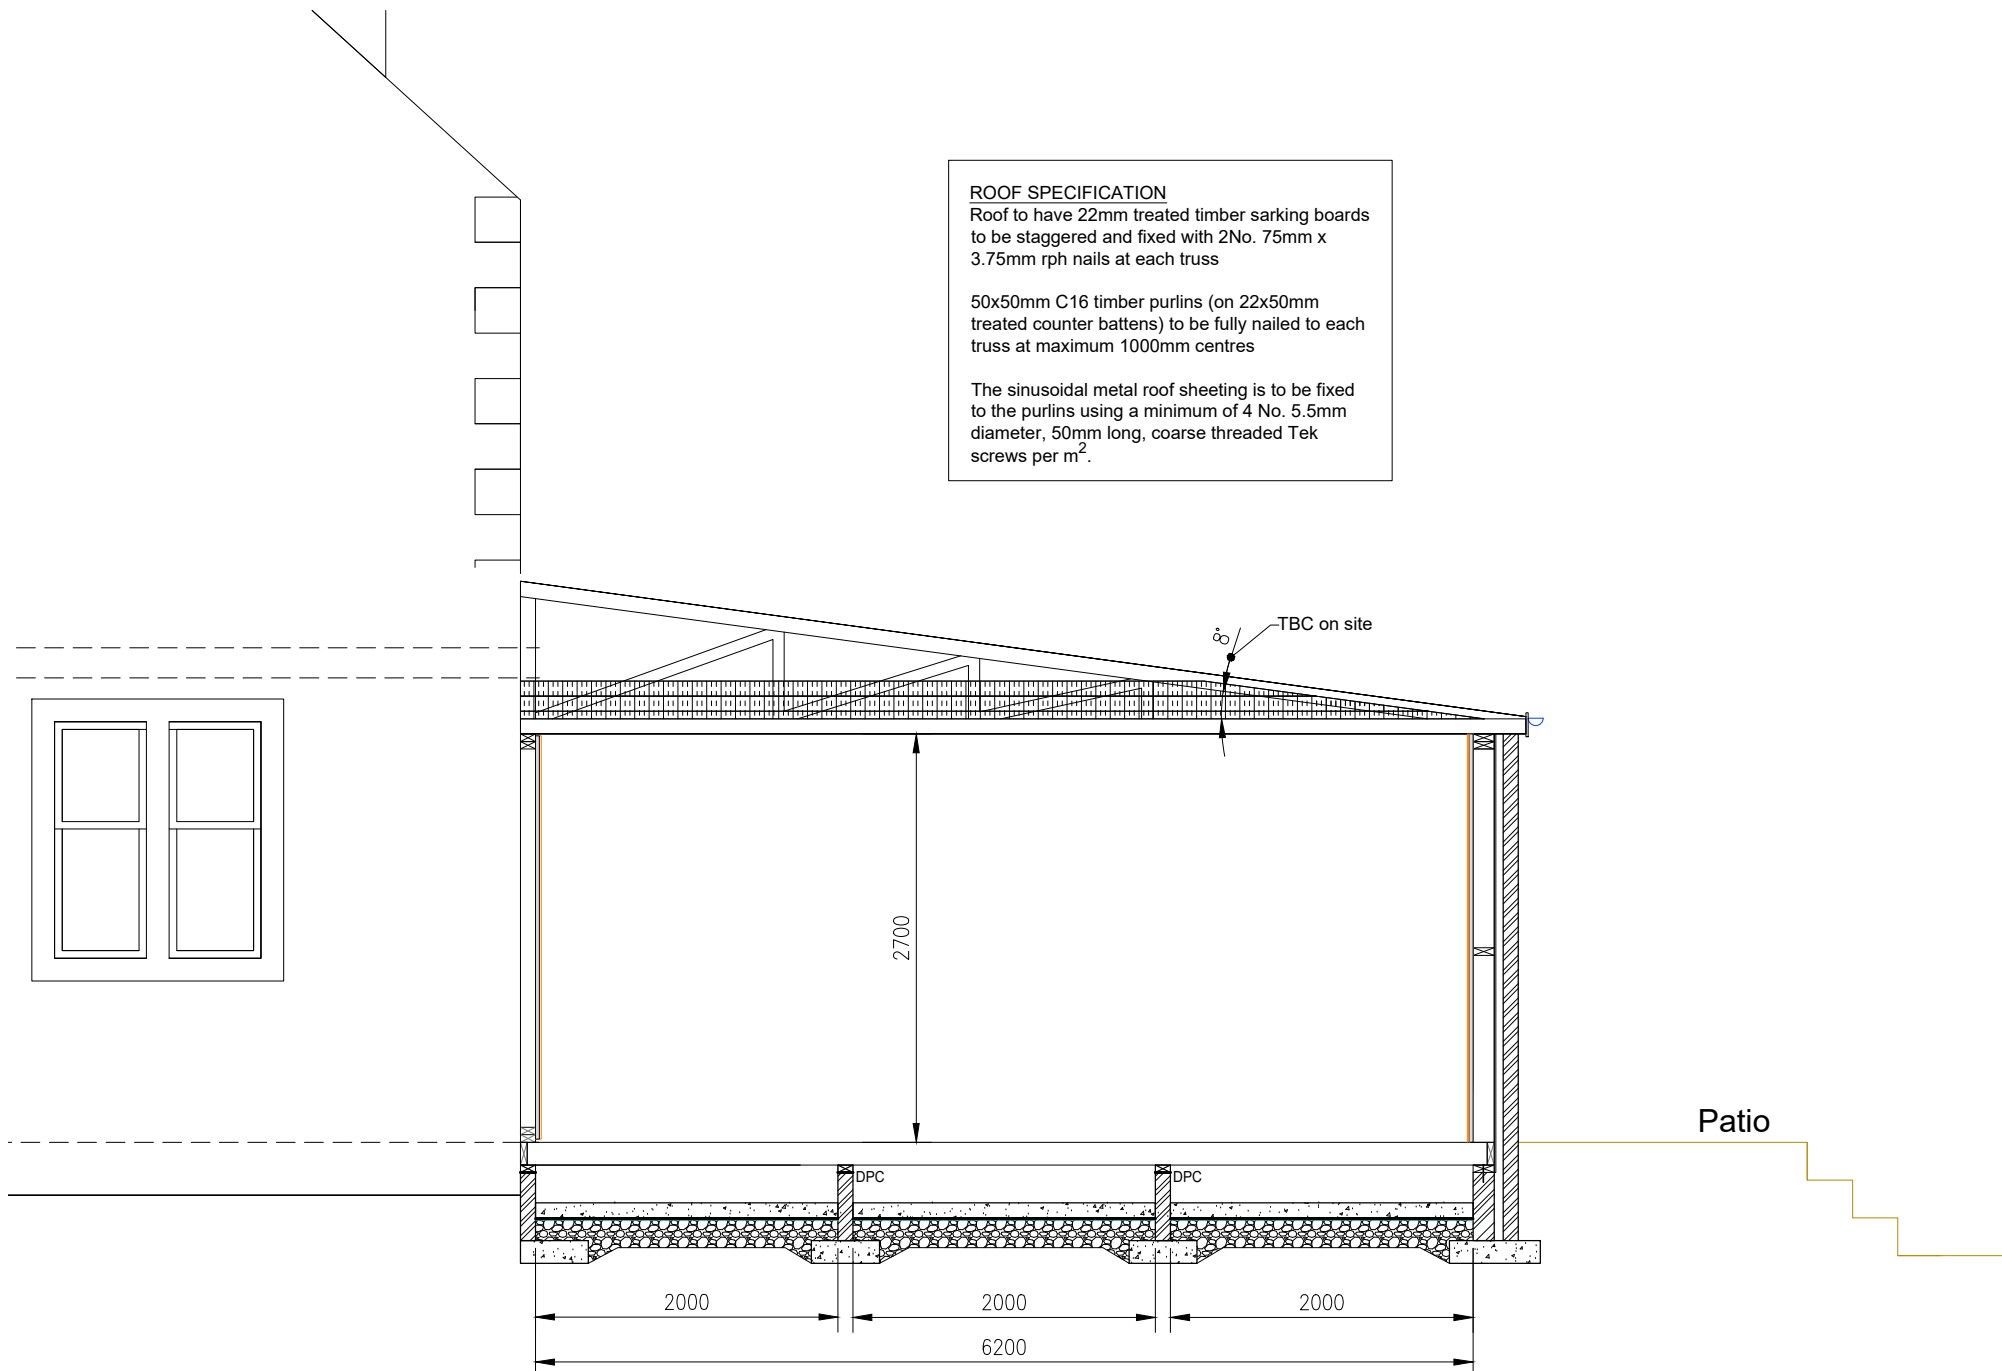 ROOF SPECIFICATION
Roof to have 22mm treated timber sarking boards
to be staggered and fixed with 2No. 75mm x
3.75mm rph nails at each truss
50x50mm C16 timber purlins (on 22x50mm
treated counter battens) to be fully nailed to each
truss at maximum 1000mm centres
The sinusoidal metal roof sheeting is to be fixed
to the purlins using a minimum of 4 No. 5.5mm
diameter, 50mm long, coarse threaded Tek
screws per m².
8°
TBC on site
2700
Patio
DPC
DPC
2000
2000
2000
6200